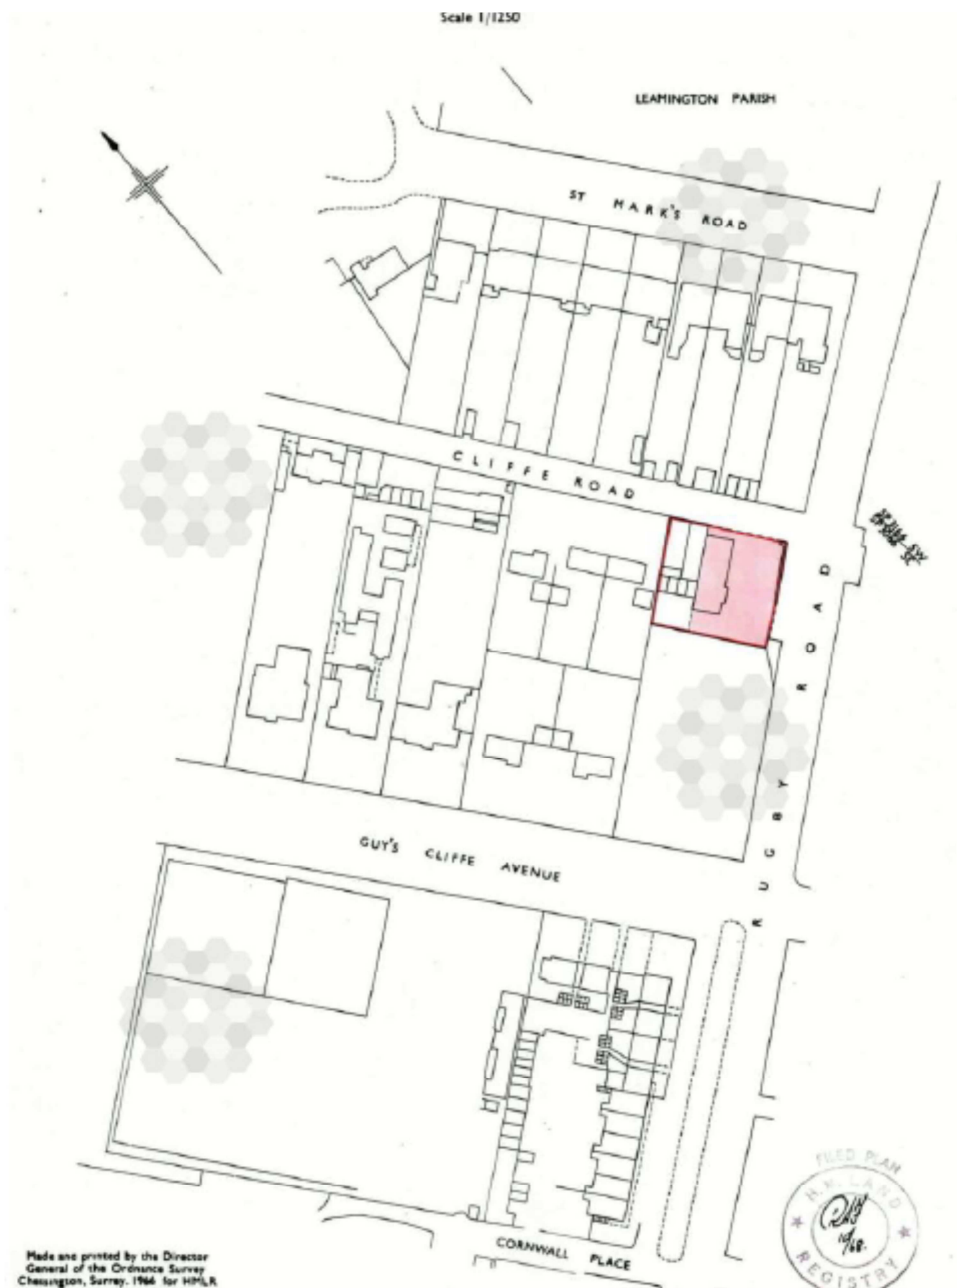 Scale 1/1250
LEAMINGTON PARISH
ST MARK'S ROAD
CLIFFE ROAD
RUGBY ROAD
GUY'S CLIFFE AVENUE
CORNWALL PLACE
FILED PLAN
H.M. LAND
REGISTRY
Made and printed by the Director
General of the Ordnance Survey
Chessington, Surrey. 1966 for HMLR